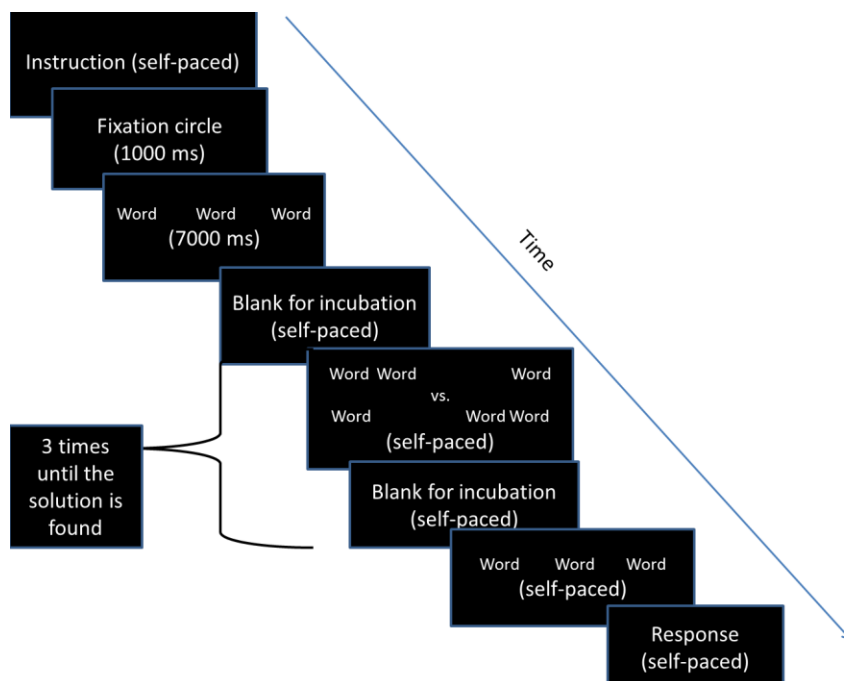 Instruction (self-paced)
Fixation circle
(1000 ms)
Word Word Word
(7000 ms)
Time
Blank for incubation
(self-paced)
Word Word Word
vs.
Word Word Word
(self-paced)
3 times
until the
solution is
found
Blank for incubation
(self-paced)
Word Word Word
(self-paced)
Response
(self-paced)